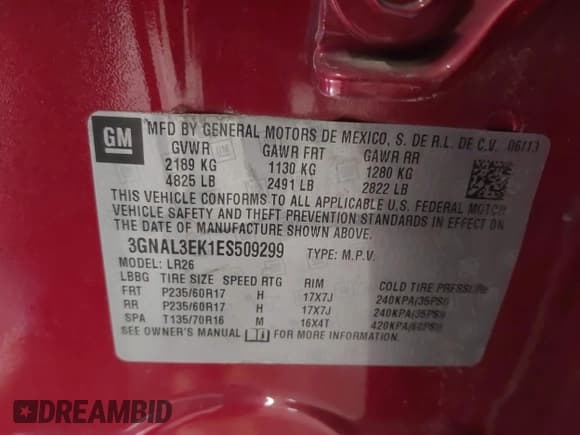 GM
MFD BY GENERAL MOTORS DE MEXICO, S. DE R.L. DE C.V. 06/13
GVWR GAWR FRT GAWR RR
2189 KG 1130 KG 1280 KG
4825 LB 2491 LB 2822 LB
THIS VEHICLE CONFORMS TO ALL APPLICABLE U.S. FEDERAL MOTOR
VEHICLE SAFETY AND THEFT PREVENTION STANDARDS IN EFFECT ON
THE DATE OF MANUFACTURE SHOWN ABOVE.
3GNAL3EK1ES509299 TYPE: M.P.V.
MODEL: LR26
LBBG TIRE SIZE SPEED RTG RIM COLD TIRE PRESSURE
FRT P235/60R17 H 17X7J 240KPA(35PSI)
RR P235/60R17 H 17X7J 240KPA(35PSI)
SPA T135/70R16 M 16X4T 420KPA(60PSI)
SEE OWNER'S MANUAL FOR MORE INFORMATION
DREAMBID